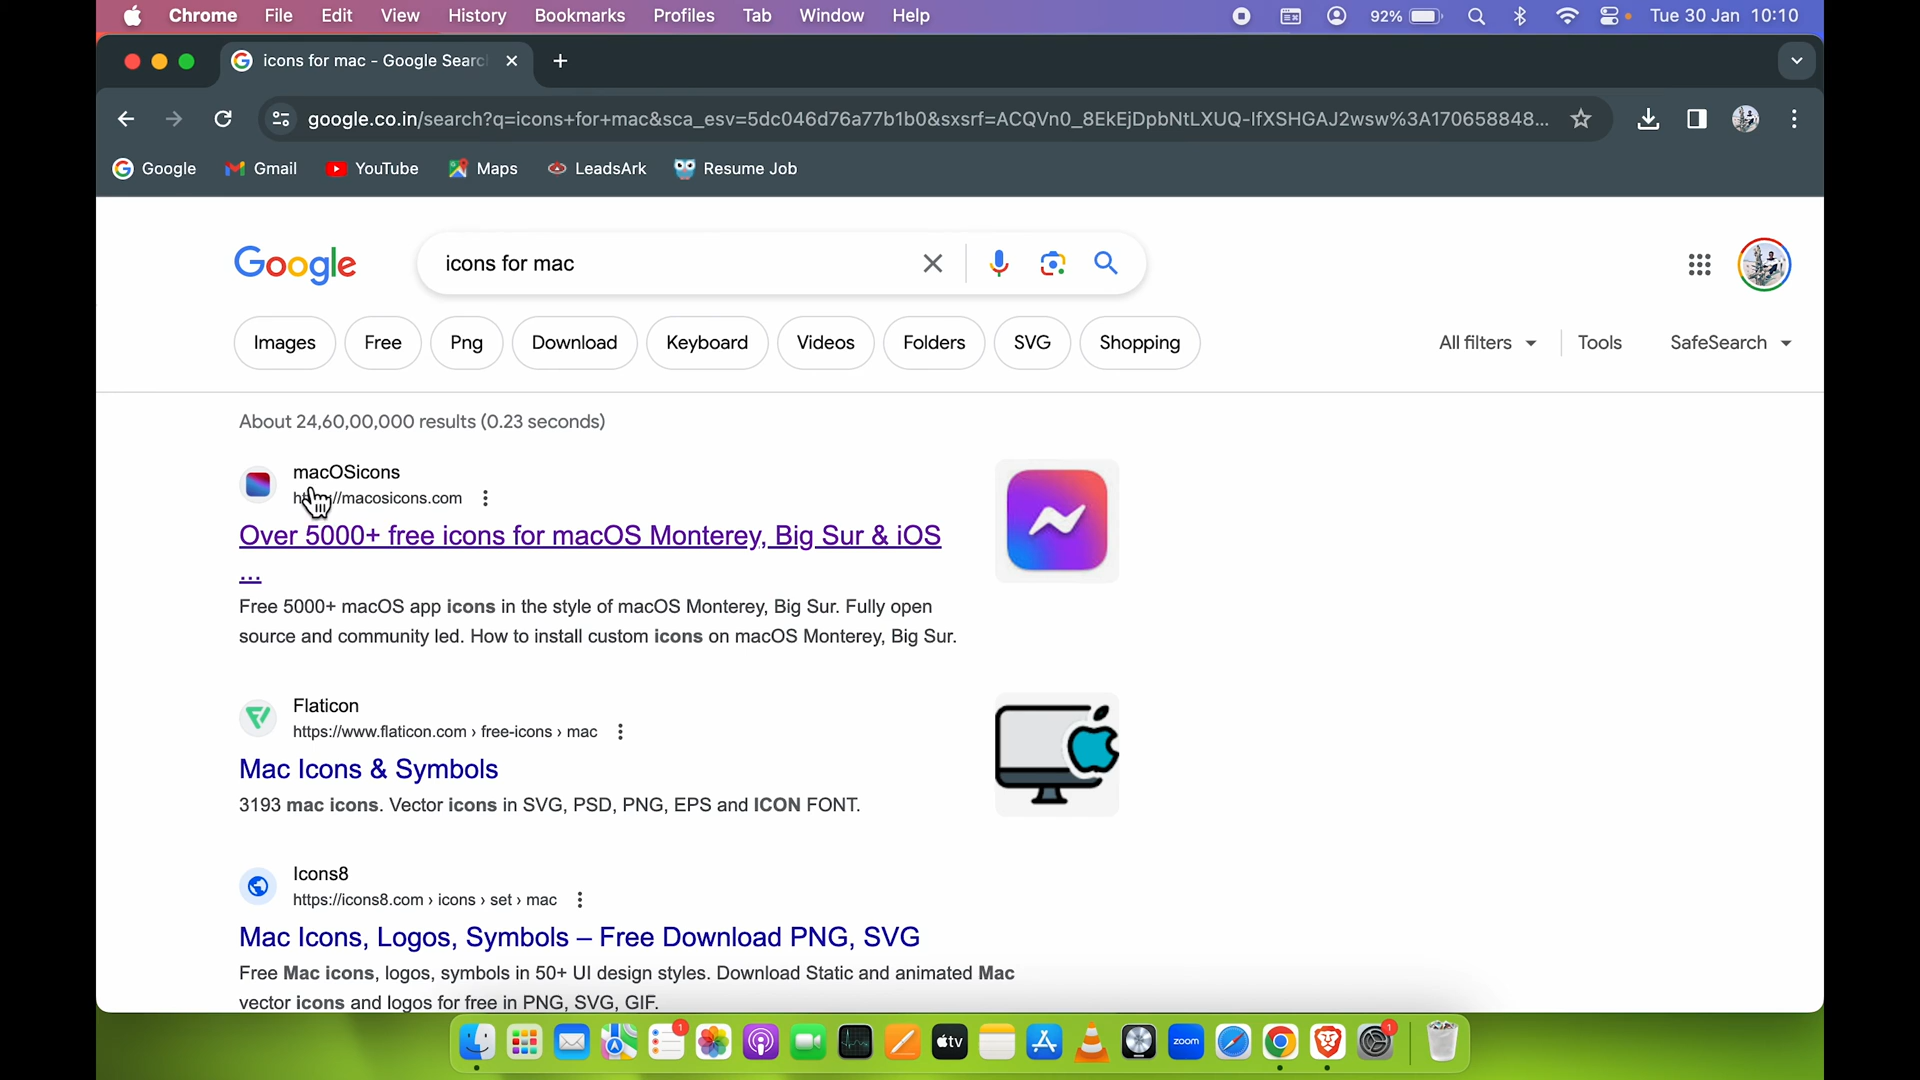 Chrome File Edit View History Bookmarks Profiles Tab Window Help 92% Tue 30 Jan 10:10
icons for mac - Google Searc
google.co.in/search?q=icons+for+mac&sca_esv=5dc046d76a77b1b0&sxsrf=ACQVn0_8EkEjDpbNtLXUQ-IfXSHGAJ2wsw%3A170658848...
Google Gmail YouTube Maps LeadsArk Resume Job
Google icons for mac
Images Free Png Download Keyboard Videos Folders SVG Shopping All filters Tools SafeSearch
About 24,60,00,000 results (0.23 seconds)
macOSicons
//macosicons.com
Over 5000+ free icons for macOS Monterey, Big Sur & iOS
...
Free 5000+ macOS app icons in the style of macOS Monterey, Big Sur. Fully open
source and community led. How to install custom icons on macOS Monterey, Big Sur.
Flaticon
https://www.flaticon.com › free-icons › mac
Mac Icons & Symbols
3193 mac icons. Vector icons in SVG, PSD, PNG, EPS and ICON FONT.
Icons8
https://icons8.com › icons › set › mac
Mac Icons, Logos, Symbols – Free Download PNG, SVG
Free Mac icons, logos, symbols in 50+ UI design styles. Download Static and animated Mac
vector icons and logos for free in PNG, SVG, GIF.
1 tv zoom 1